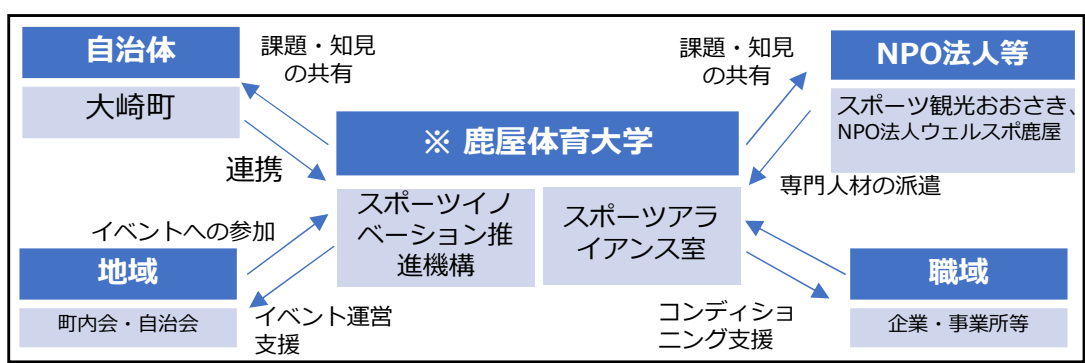 自治体
大崎町
課題・知見
の共有
連携
※ 鹿屋体育大学
スポーツイノ
ベーション推
進機構
スポーツアラ
イアンス室
課題・知見
の共有
NPO法人等
スポーツ観光おおさき、
NPO法人ウェルスポ鹿屋
専門人材の派遣
イベントへの参加
地域
町内会・自治会
イベント運営
支援
コンディショ
ニング支援
職域
企業・事業所等